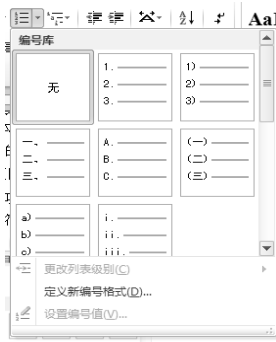 Aa
编号库
无
1.
2.
3.
1)
2)
3)
一、
二、
三、
A.
B.
C.
(一)
(二)
(三)
a)
b)
c)
i.
ii.
iii.
更改列表级别(C)
定义新编号格式(D)...
设置编号值(V)...